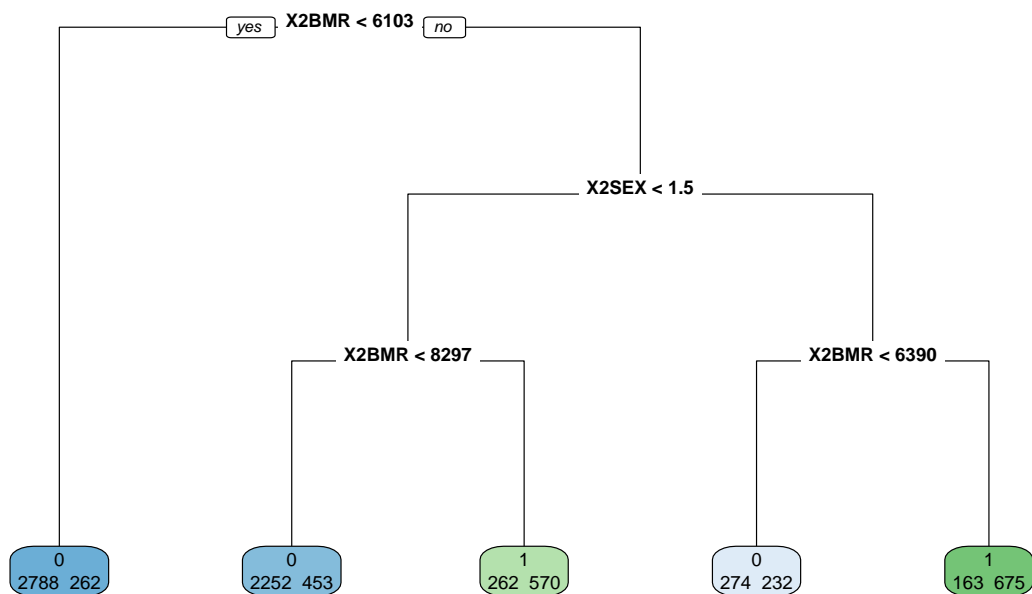 yes X2BMR < 6103 no
X2SEX < 1.5
X2BMR < 8297 X2BMR < 6390
0 0 1 0 1
2788 262 2252 453 262 570 274 232 163 675